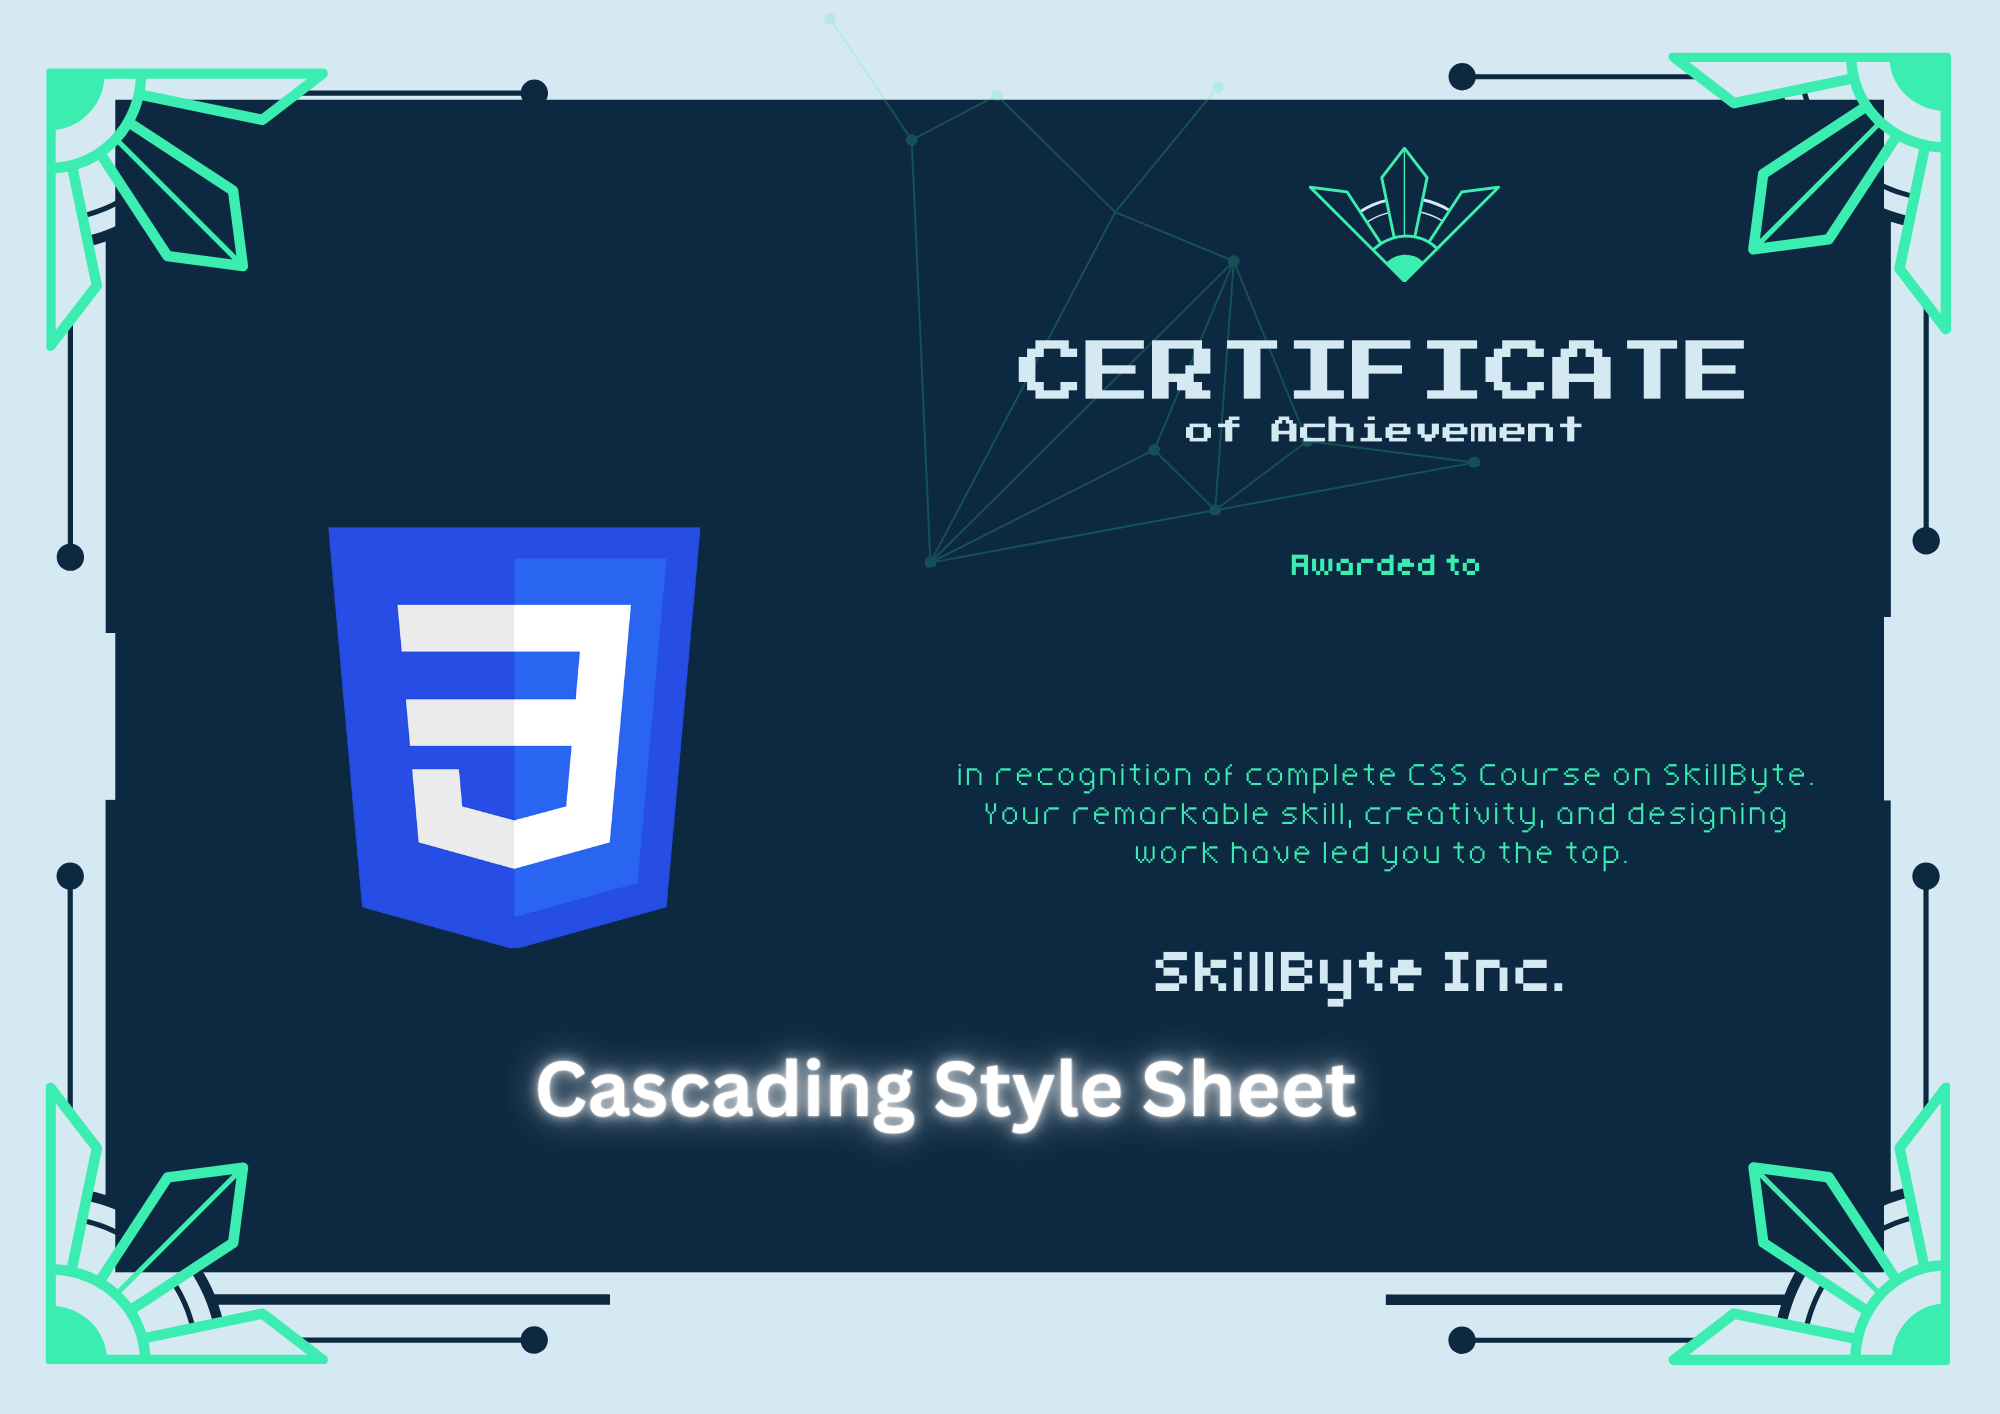 CERTIFICATE
of Achievement
Awarded to
in recognition of complete CSS Course on SkillByte.
Your remarkable skill, creativity, and designing
work have led you to the top.
SkillByte Inc.
Cascading Style Sheet